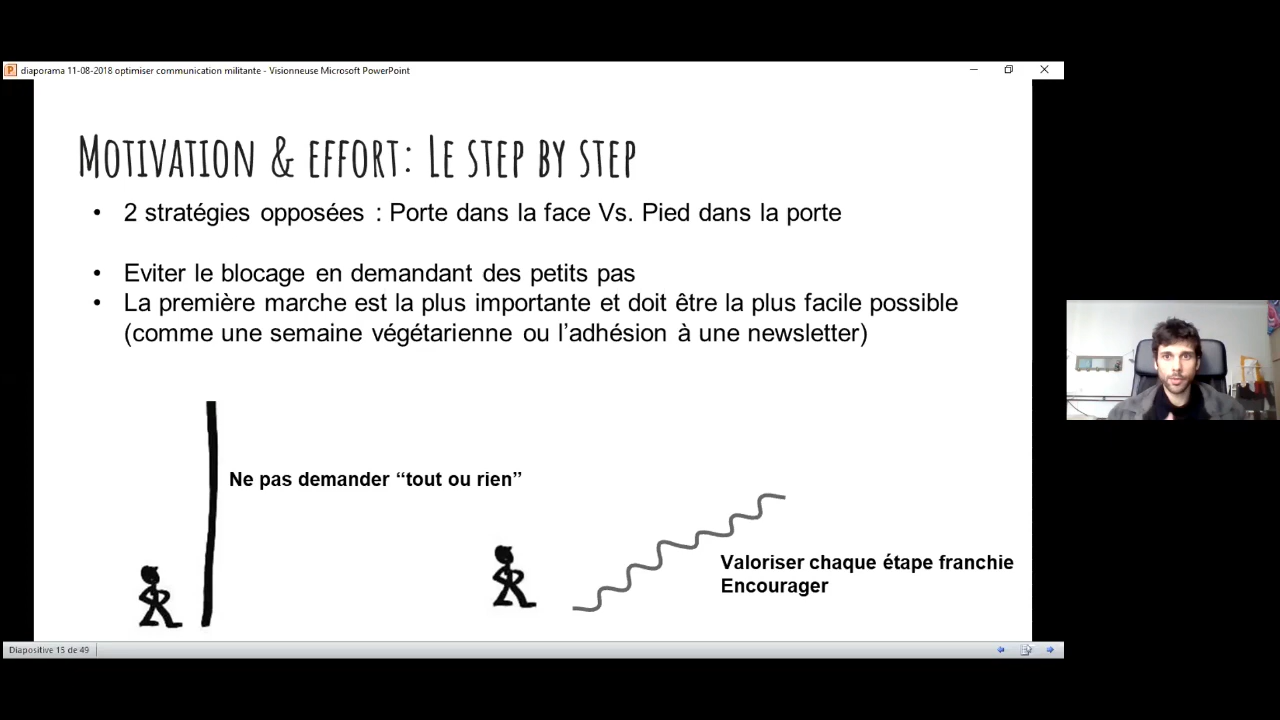 diaporama 11-08-2018 optimiser communication militante - Visionneuse Microsoft PowerPoint
Motivation & effort: Le step by step
• 2 stratégies opposées : Porte dans la face Vs. Pied dans la porte
• Eviter le blocage en demandant des petits pas
• La première marche est la plus importante et doit être la plus facile possible
(comme une semaine végétarienne ou l’adhésion à une newsletter)
Ne pas demander “tout ou rien”
Valoriser chaque étape franchie
Encourager
Diapositive 15 de 49